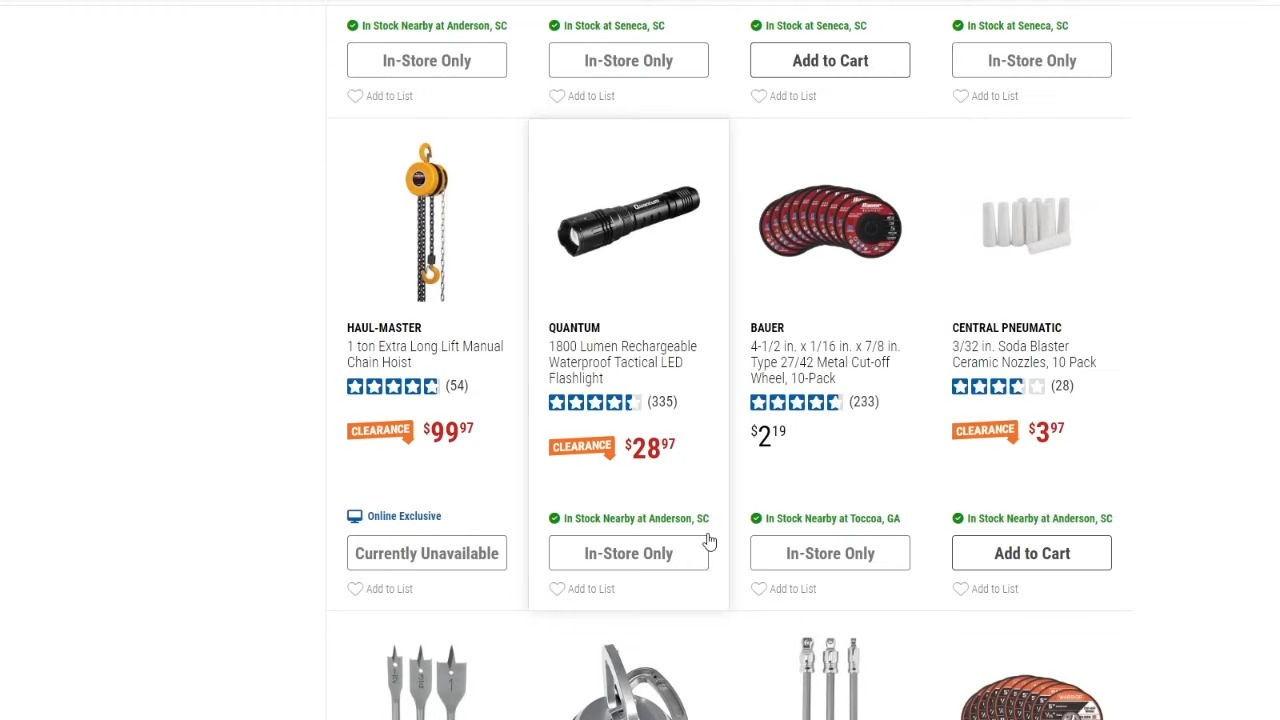 In Stock Nearby at Anderson, SC
In Stock at Seneca, SC
In Stock at Seneca, SC
In Stock at Seneca, SC
In-Store Only
In-Store Only
Add to Cart
In-Store Only
Add to List
Add to List
Add to List
Add to List
Quantum
Bauer
HAUL-MASTER
1 ton Extra Long Lift Manual
Chain Hoist
(54)
CLEARANCE $99 97
Online Exclusive
Currently Unavailable
Add to List
QUANTUM
1800 Lumen Rechargeable
Waterproof Tactical LED
Flashlight
(335)
CLEARANCE $28 97
In Stock Nearby at Anderson, SC
In-Store Only
Add to List
BAUER
4-1/2 in. x 1/16 in. x 7/8 in.
Type 27/42 Metal Cut-off
Wheel, 10-Pack
(233)
$2 19
In Stock Nearby at Toccoa, GA
In-Store Only
Add to List
CENTRAL PNEUMATIC
3/32 in. Soda Blaster
Ceramic Nozzles, 10 Pack
(28)
CLEARANCE $3 97
In Stock Nearby at Anderson, SC
Add to Cart
Add to List
WARRIOR